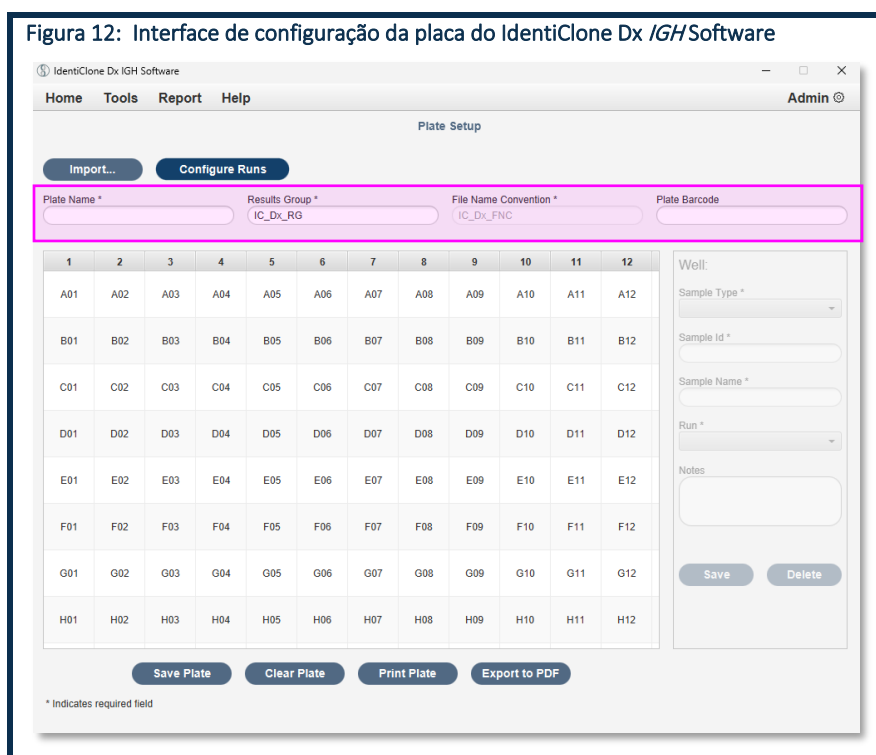 Figura 12: Interface de configuração da placa do IdentiClone Dx IGH Software
IdentiClone Dx IGH Software
Home Tools Report Help Admin
Plate Setup
Import... Configure Runs
Plate Name * Results Group * File Name Convention * Plate Barcode
IC_Dx_RG IC_Dx_FNC
1 2 3 4 5 6 7 8 9 10 11 12
Well:
A01 A02 A03 A04 A05 A06 A07 A08 A09 A10 A11 A12
Sample Type *
B01 B02 B03 B04 B05 B06 B07 B08 B09 B10 B11 B12
Sample Id *
C01 C02 C03 C04 C05 C06 C07 C08 C09 C10 C11 C12
Sample Name *
D01 D02 D03 D04 D05 D06 D07 D08 D09 D10 D11 D12
Run *
E01 E02 E03 E04 E05 E06 E07 E08 E09 E10 E11 E12
Notes
F01 F02 F03 F04 F05 F06 F07 F08 F09 F10 F11 F12
G01 G02 G03 G04 G05 G06 G07 G08 G09 G10 G11 G12
Save Delete
H01 H02 H03 H04 H05 H06 H07 H08 H09 H10 H11 H12
Save Plate Clear Plate Print Plate Export to PDF
* Indicates required field